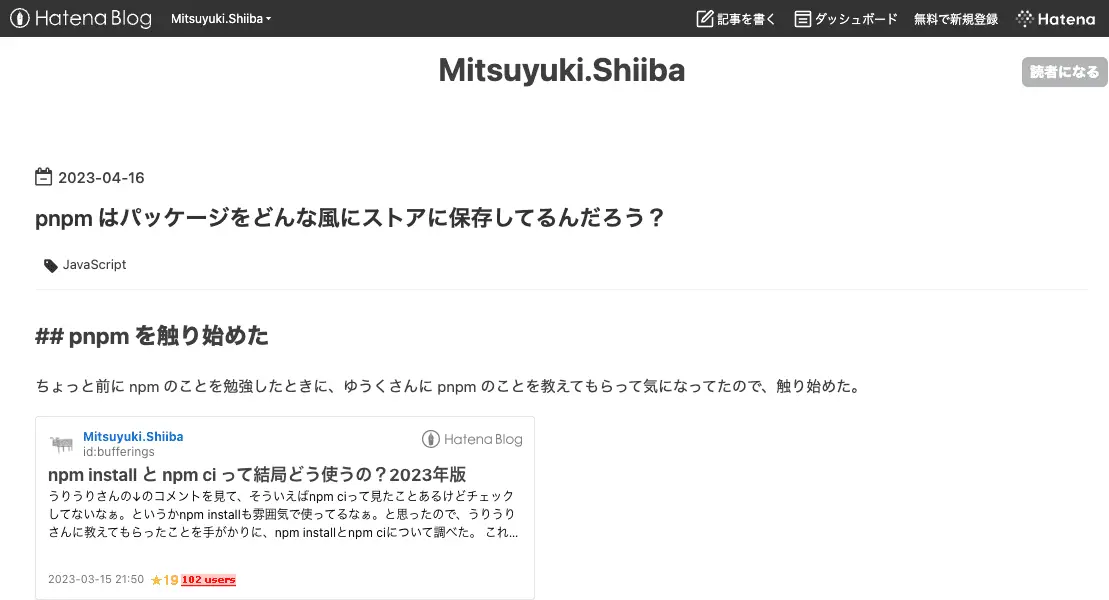 Hatena Blog Mitsuyuki.Shiiba 記事を書く ダッシュボード 無料で新規登録 Hatena
Mitsuyuki.Shiiba
読者になる
2023-04-16
pnpm はパッケージをどんな風にストアに保存してるんだろう？
JavaScript
## pnpm を触り始めた
ちょっと前に npm のことを勉強したときに、ゆうくさんに pnpm のことを教えてもらって気になってたので、触り始めた。
Mitsuyuki.Shiiba Hatena Blog
id:bufferings
npm install と npm ci って結局どう使うの？2023年版
うりうりさんの↓のコメントを見て、そういえばnpm ciって見たことあるけどチェック
してないなぁ。というかnpm installも雰囲気で使ってるなぁ。と思ったので、うりうり
さんに教えてもらったことを手がかりに、npm installとnpm ciについて調べた。 これ...
2023-03-15 21:50 ★19 102 users